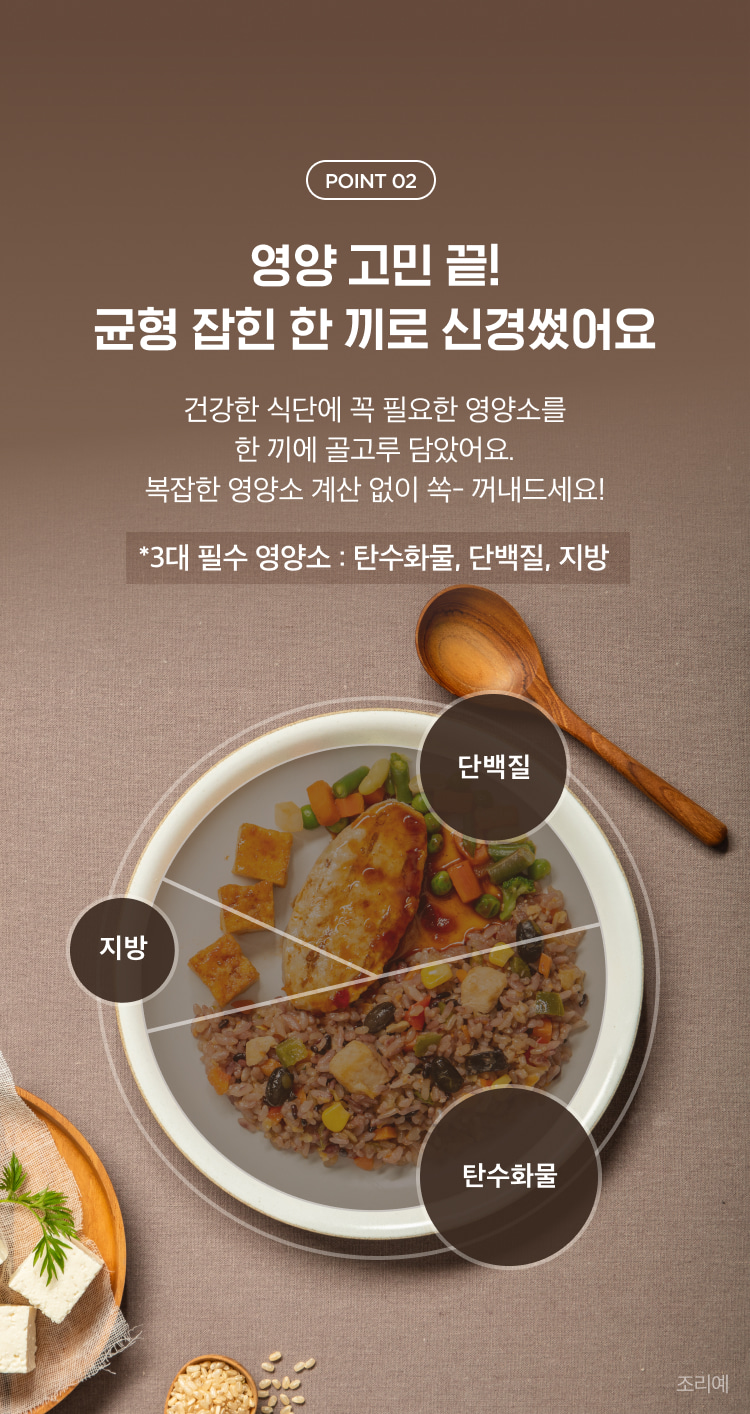 POINT 02
영양 고민 끝!
균형 잡힌 한 끼로 신경썼어요
건강한 식단에 꼭 필요한 영양소를
한 끼에 골고루 담았어요.
복잡한 영양소 계산 없이 쏙- 꺼내드세요!
*3대 필수 영양소 : 탄수화물, 단백질, 지방
단백질
지방
탄수화물
조리예